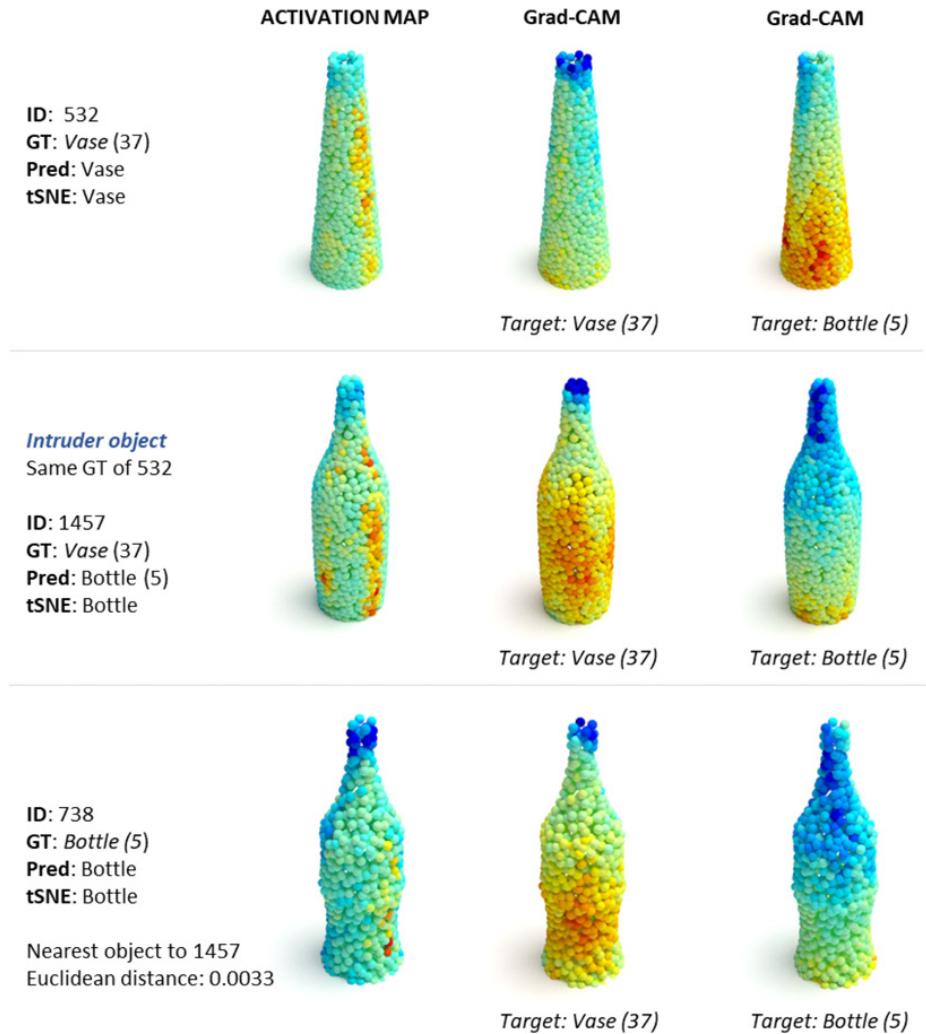 ACTIVATION MAP
Grad-CAM
Grad-CAM
ID: 532
GT: Vase (37)
Pred: Vase
tSNE: Vase
Target: Vase (37)
Target: Bottle (5)
Intruder object
Same GT of 532
ID: 1457
GT: Vase (37)
Pred: Bottle (5)
tSNE: Bottle
Target: Vase (37)
Target: Bottle (5)
ID: 738
GT: Bottle (5)
Pred: Bottle
tSNE: Bottle
Nearest object to 1457
Euclidean distance: 0.0033
Target: Vase (37)
Target: Bottle (5)